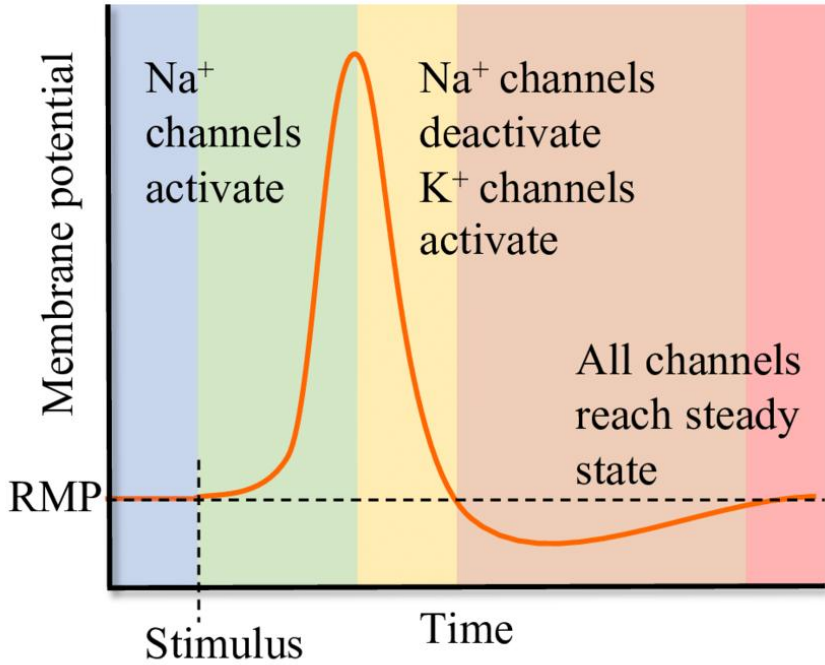 Membrane potential
Na⁺
channels
activate
Na⁺ channels
deactivate
K⁺ channels
activate
All channels
reach steady
state
RMP
Stimulus
Time